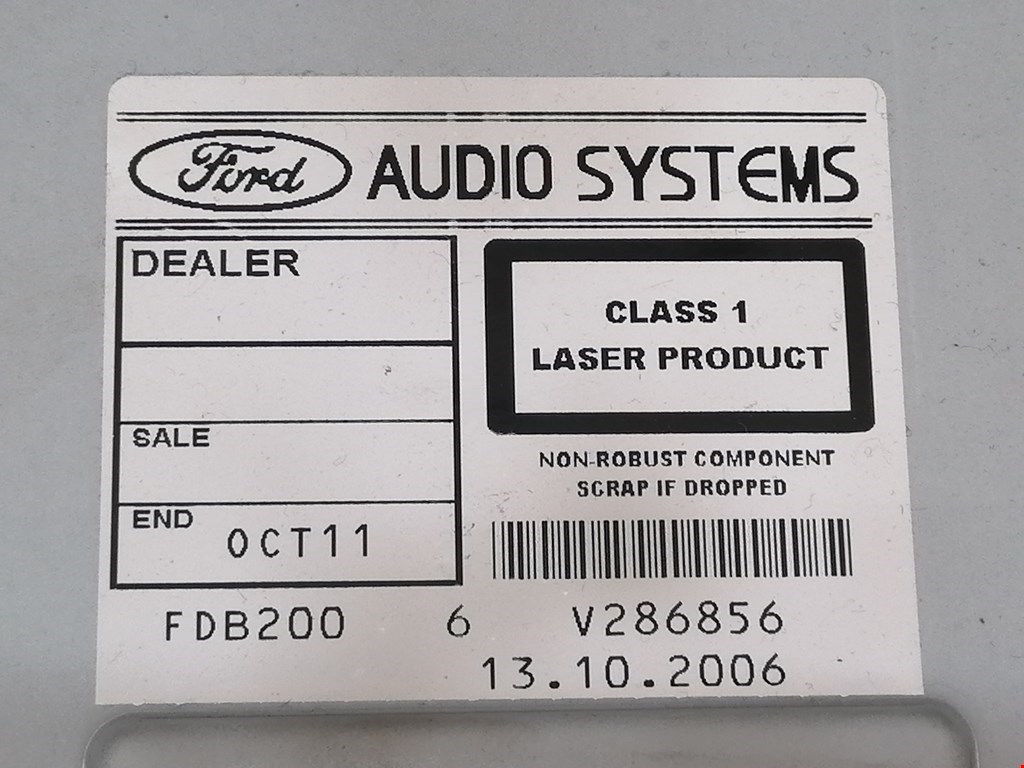 Ford AUDIO SYSTEMS
DEALER
SALE
END OCT11
CLASS 1
LASER PRODUCT
NON-ROBUST COMPONENT
SCRAP IF DROPPED
FDB200 6 V286856
13.10.2006